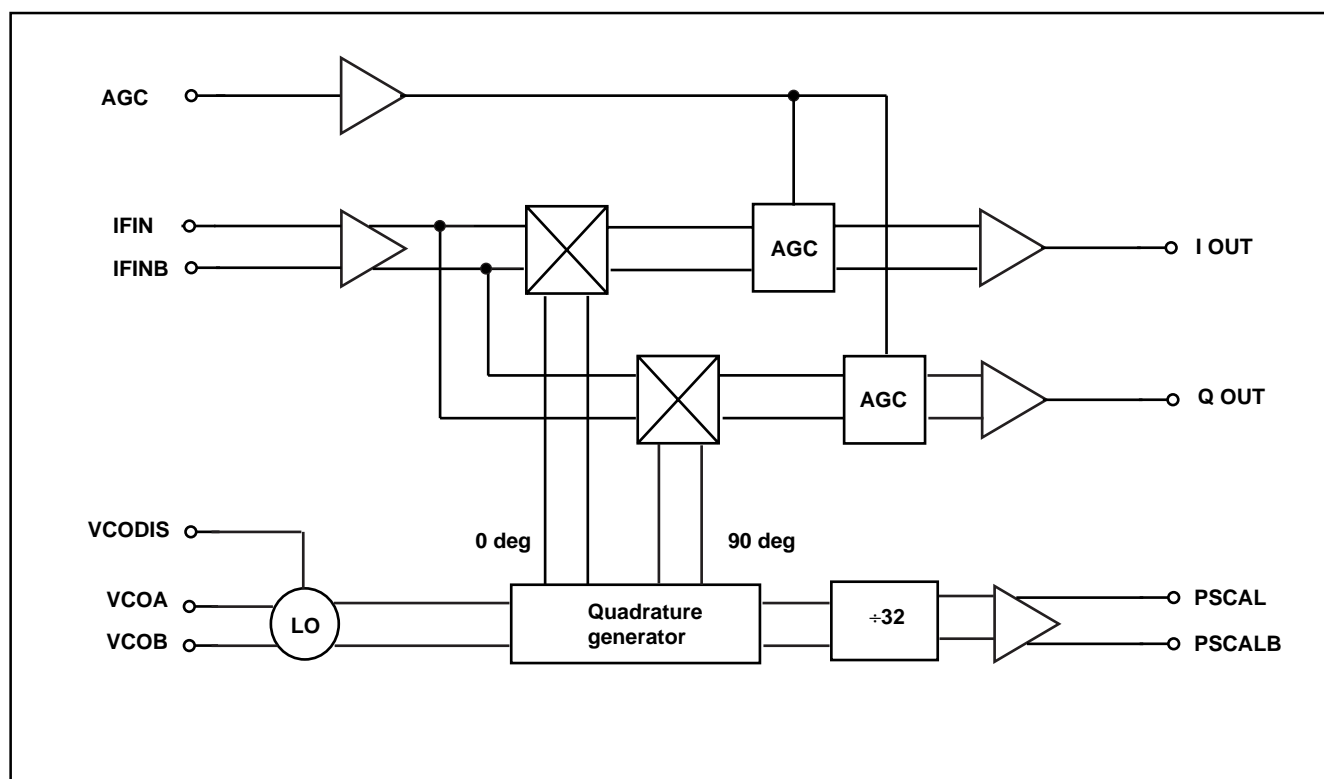 AGC
IFIN
IFINB
AGC
I OUT
AGC
Q OUT
VCODIS
0 deg
90 deg
VCOA
VCOB
LO
Quadrature
generator
÷32
PSCAL
PSCALB